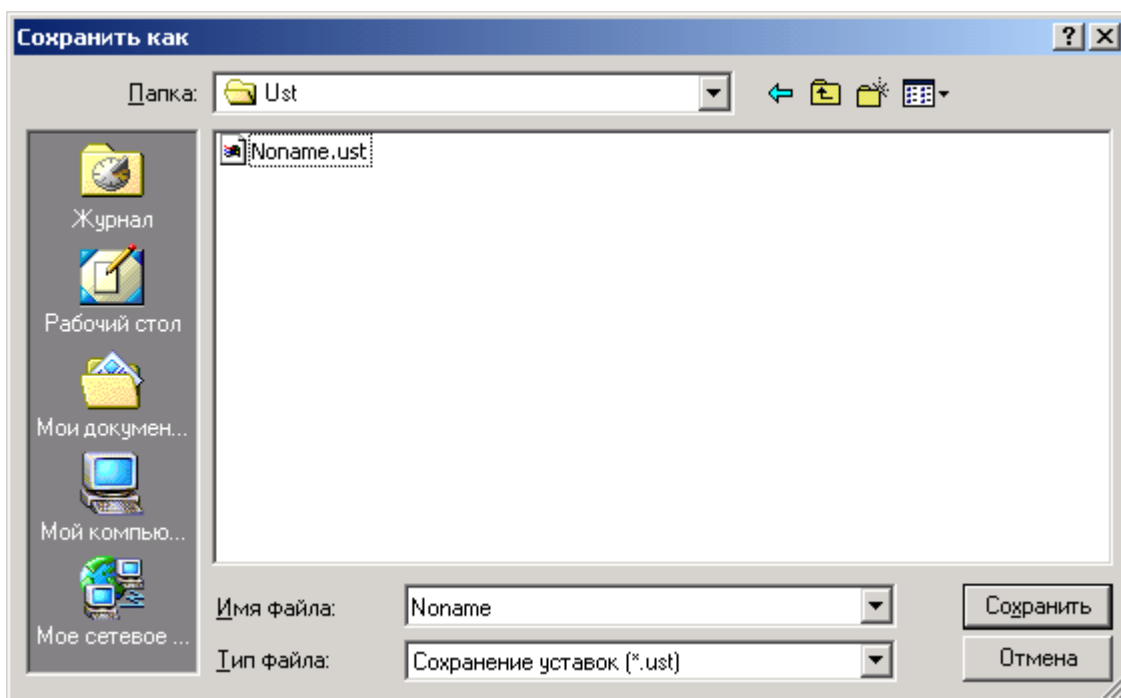 Сохранить как
Папка: Ust
Noname.ust
Журнал
Рабочий стол
Мои докумен...
Мой компью...
Мое сетевое ...
Имя файла: Noname Сохранить
Тип файла: Сохранение уставок (*.ust) Отмена